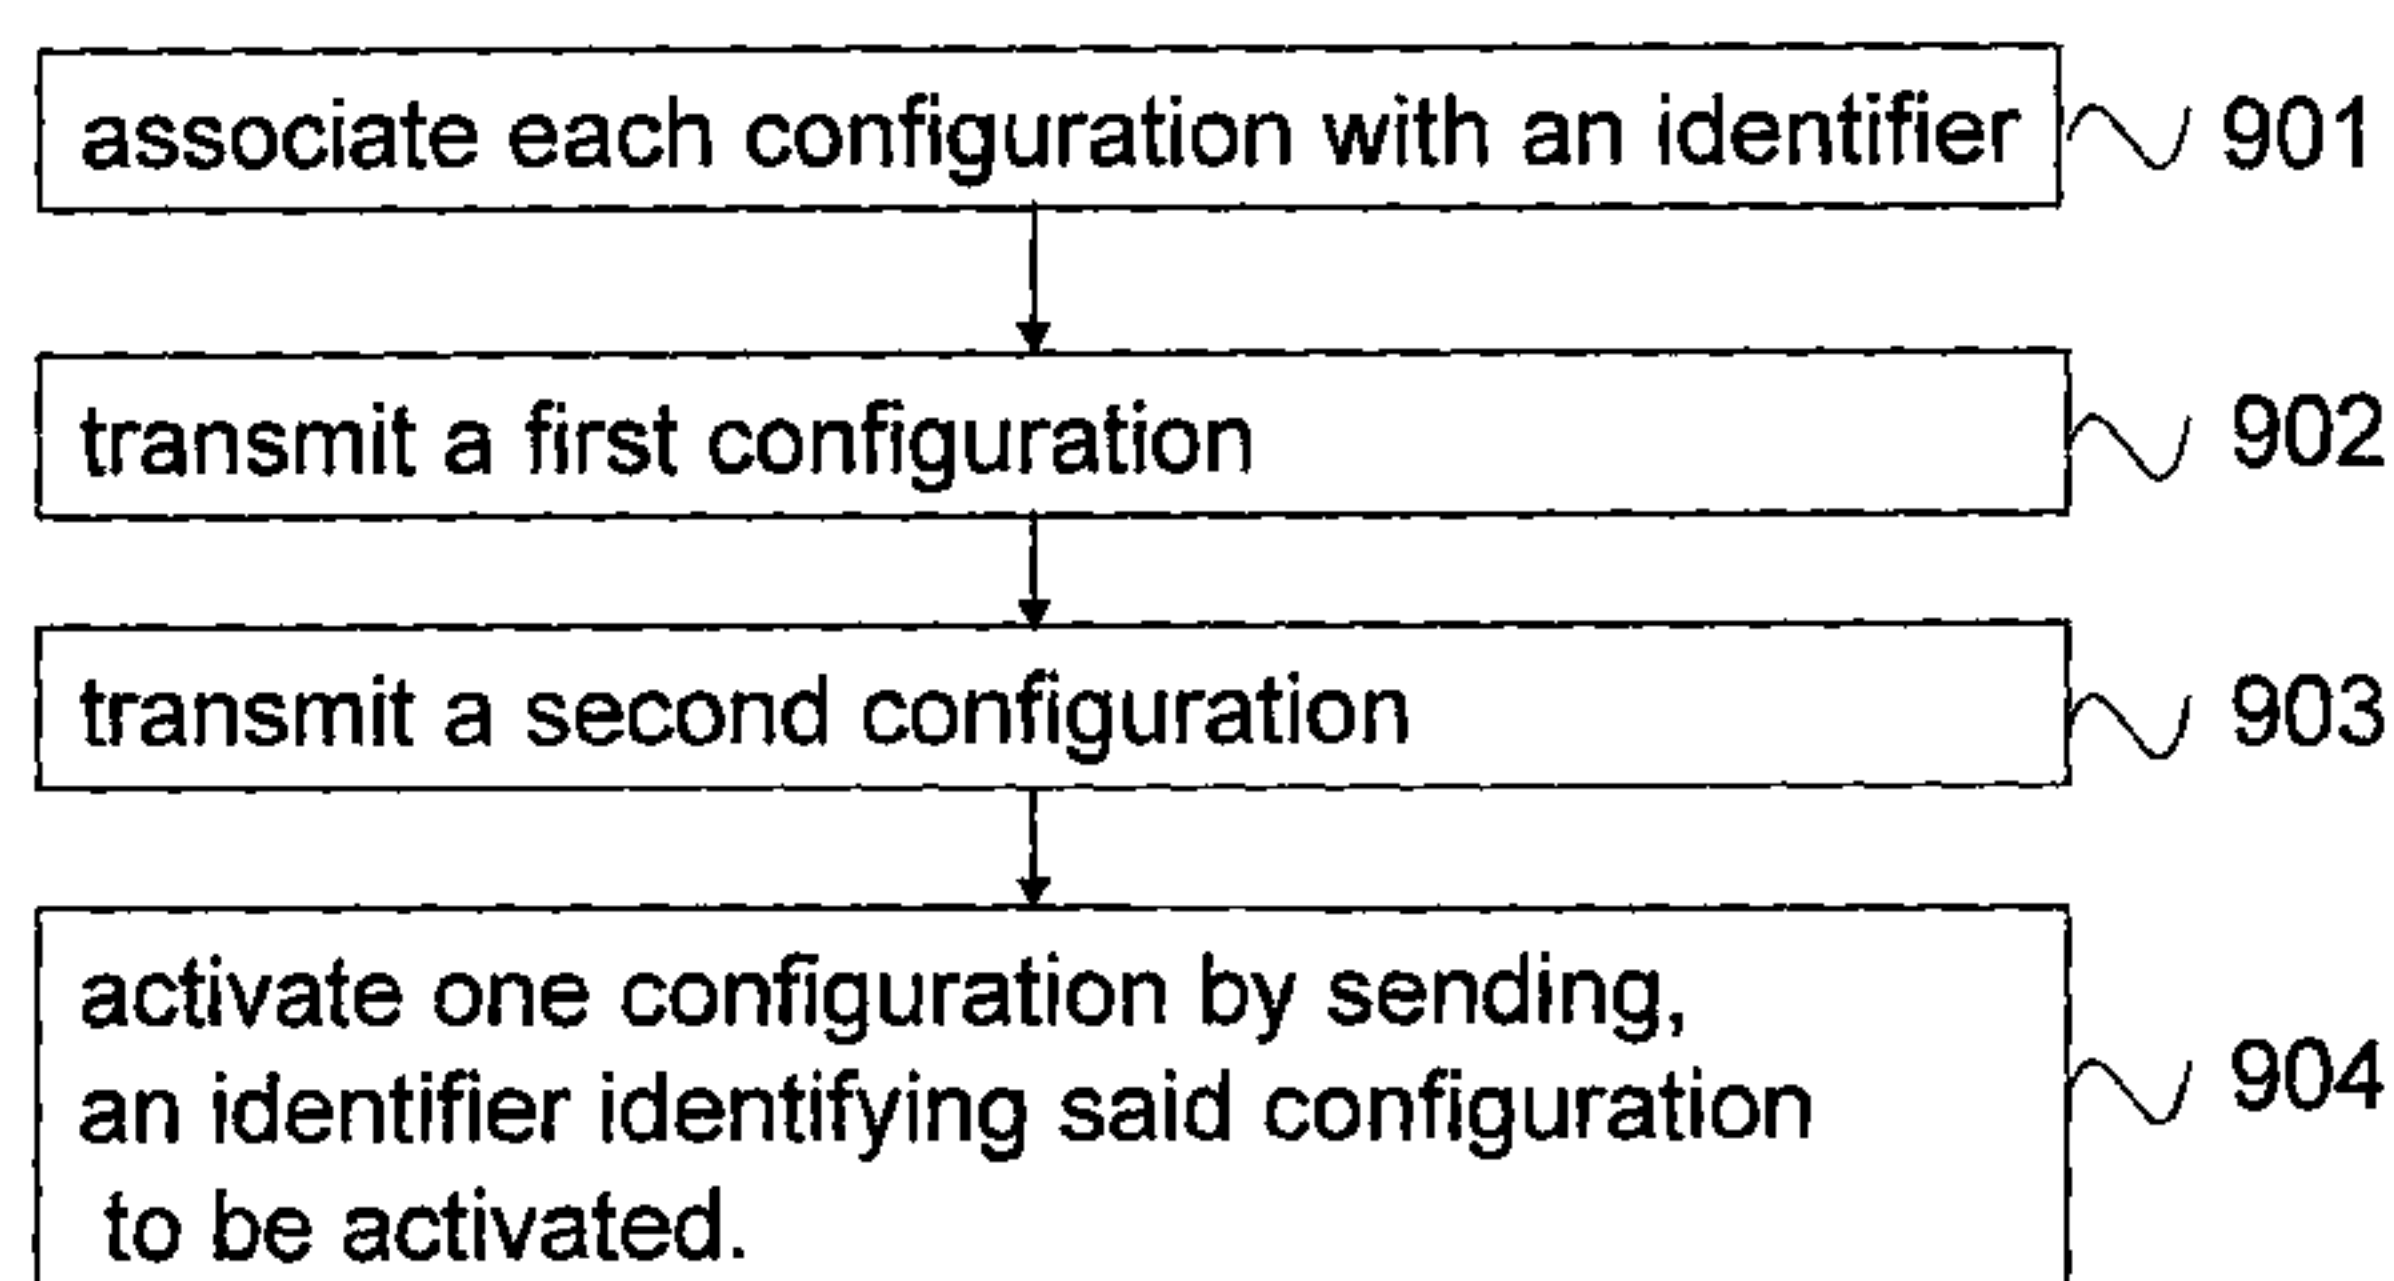 associate each configuration with an identifier 901
transmit a first configuration 902
transmit a second configuration 903
activate one configuration by sending,
an identifier identifying said configuration 904
to be activated.